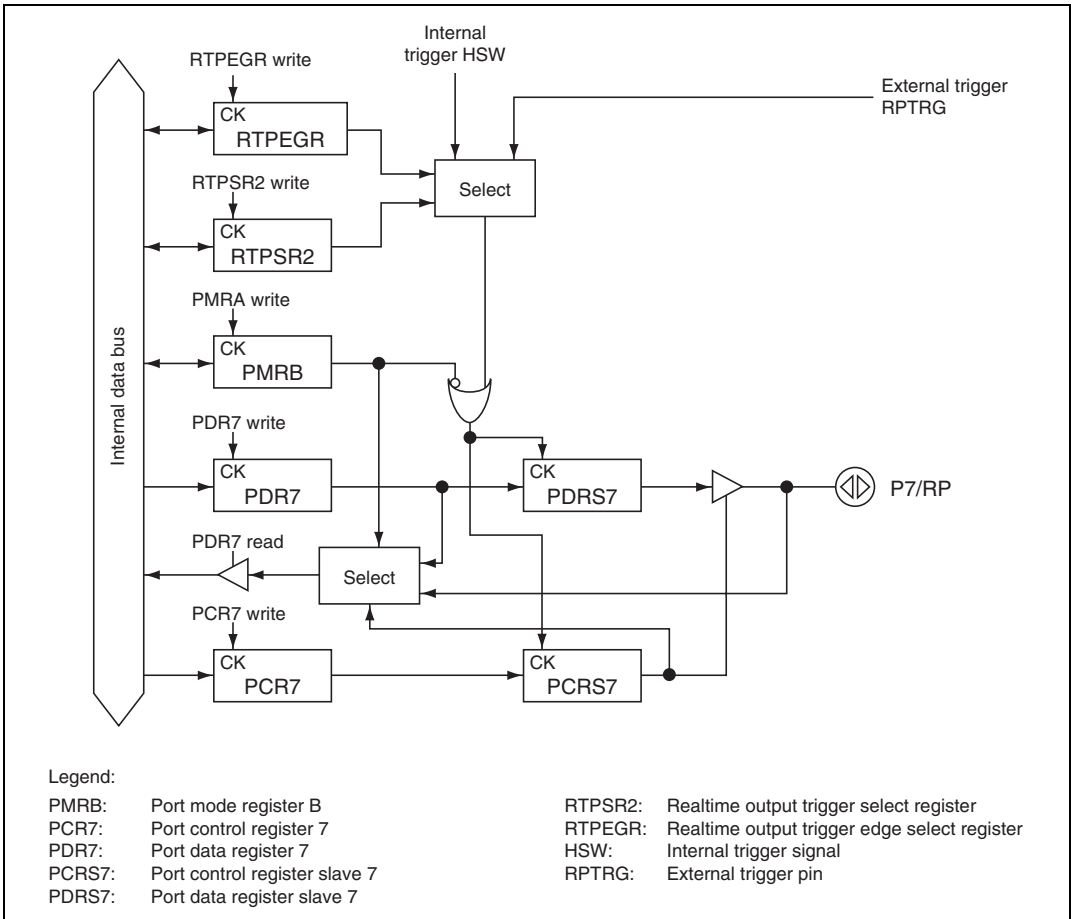 Internal
trigger HSW
RTPEGR write
External trigger
RPTRG
CK
RTPEGR
RTPSR2 write
Select
CK
RTPSR2
PMRA write
CK
PMRB
Internal data bus
PDR7 write
CK
PDR7
CK
PDRS7
P7/RP
PDR7 read
Select
PCR7 write
CK
PCR7
CK
PCRS7
Legend:
PMRB: Port mode register B
PCR7: Port control register 7
PDR7: Port data register 7
PCRS7: Port control register slave 7
PDRS7: Port data register slave 7
RTPSR2: Realtime output trigger select register
RTPEGR: Realtime output trigger edge select register
HSW: Internal trigger signal
RPTRG: External trigger pin